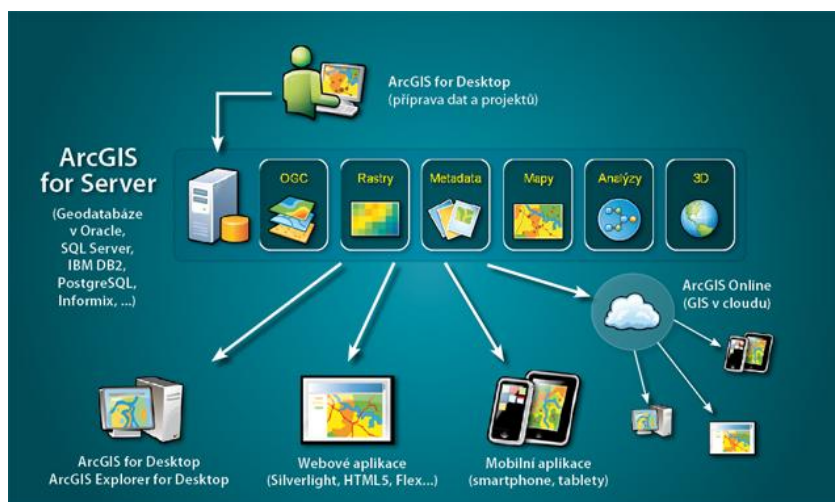 ArcGIS for Desktop
(příprava dat a projektů)
ArcGIS
for Server
(Geodatabáze
v Oracle,
SQL Server,
IBM DB2,
PostgreSQL,
Informix, ...)
OGC
Rastry
Metadata
Mapy
Analýzy
3D
ArcGIS Online
(GIS v cloudu)
ArcGIS for Desktop
ArcGIS Explorer for Desktop
Webové aplikace
(Silverlight, HTML5, Flex...)
Mobilní aplikace
(smartphone, tablety)